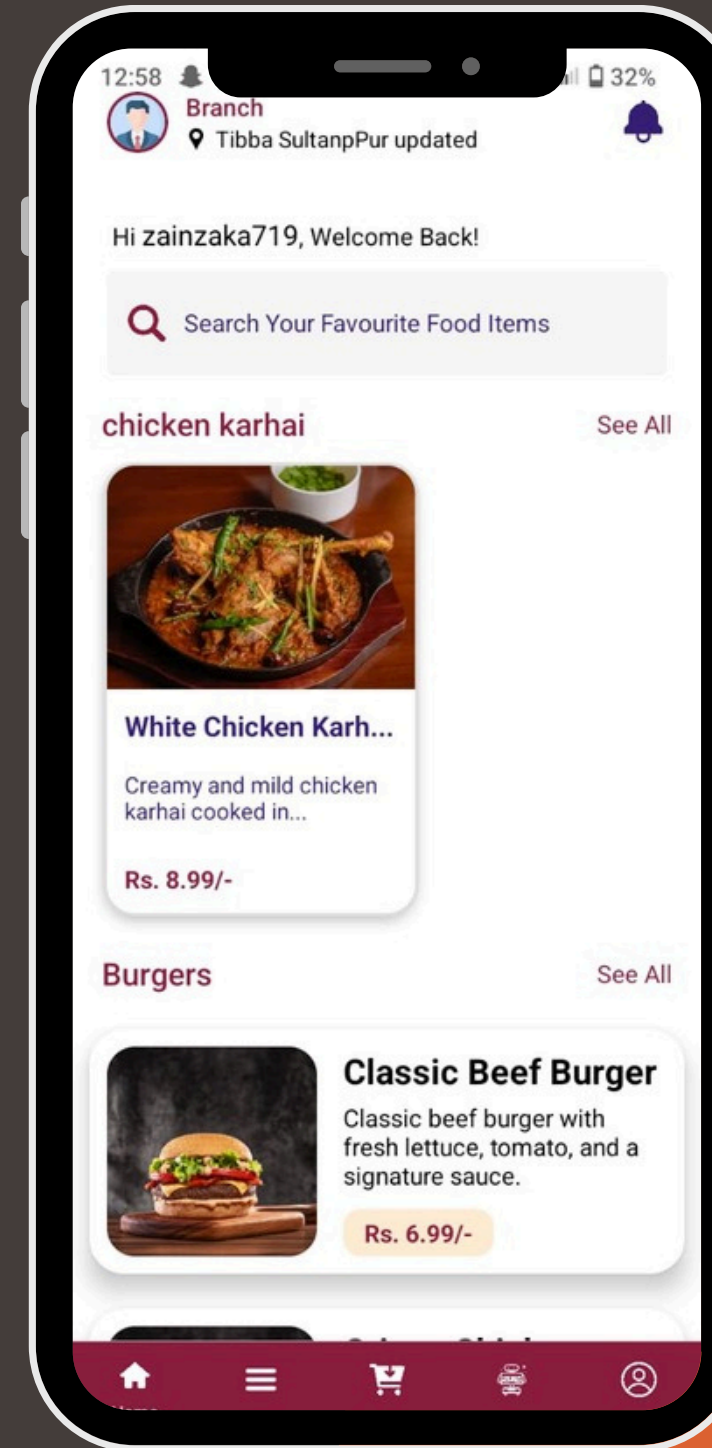 12:58 32%
Branch
Tibba SultanpPur updated
Hi zainzaka719, Welcome Back!
Search Your Favourite Food Items
chicken karhai See All
White Chicken Karh...
Creamy and mild chicken
karhai cooked in...
Rs. 8.99/-
Burgers See All
Classic Beef Burger
Classic beef burger with
fresh lettuce, tomato, and a
signature sauce.
Rs. 6.99/-